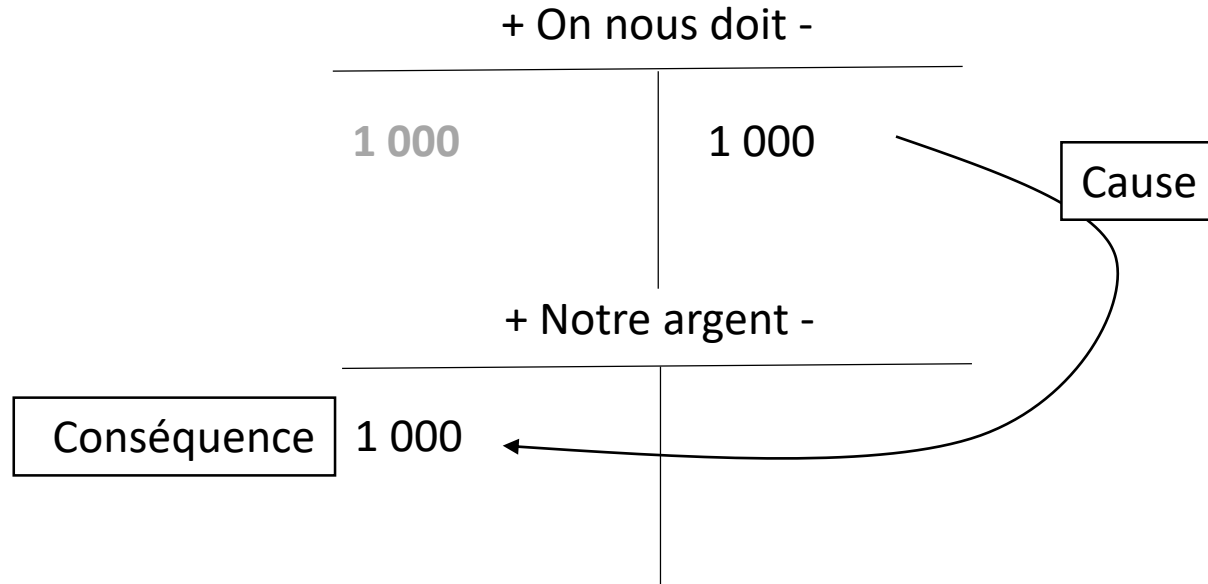 + On nous doit -
1 000 1 000
Cause
+ Notre argent -
Conséquence 1 000